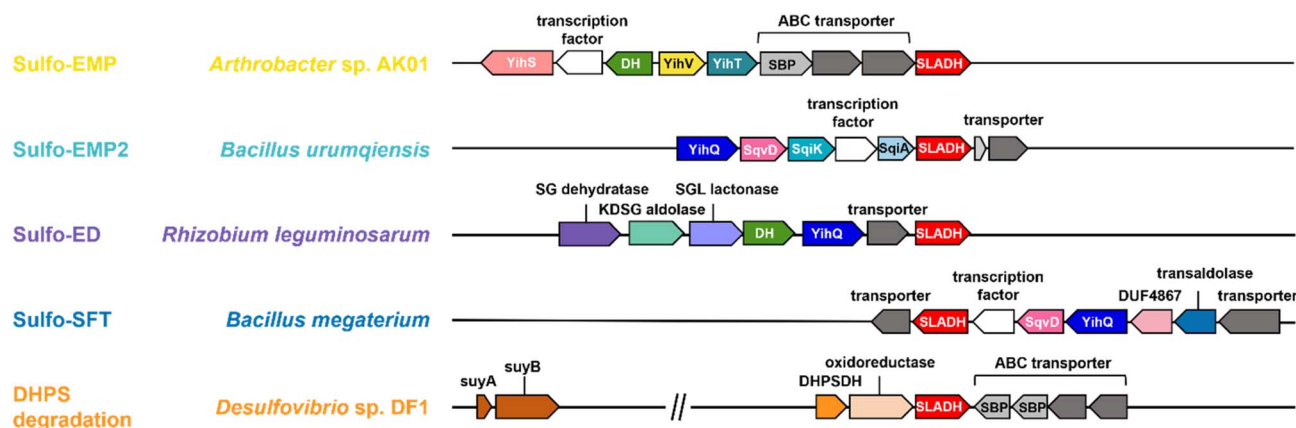 transcription
factor
ABC transporter
Sulfo-EMP
Arthrobacter sp. AK01
YihS
DH
YihV
YihT
SBP
SLADH
transcription
factor
transporter
Sulfo-EMP2
Bacillus urumqiensis
YihQ
SqvD
SqiK
SqiA
SLADH
SG dehydratase
SGL lactonase
KDSG aldolase
transporter
Sulfo-ED
Rhizobium leguminosarum
DH
YihQ
SLADH
transporter
transcription
factor
transaldolase
DUF4867
transporter
Sulfo-SFT
Bacillus megaterium
SLADH
SqvD
YihQ
suyA
suyB
oxidoreductase
DHPSDH
ABC transporter
DHPS
degradation
Desulfovibrio sp. DF1
//
SLADH
SBP
SBP